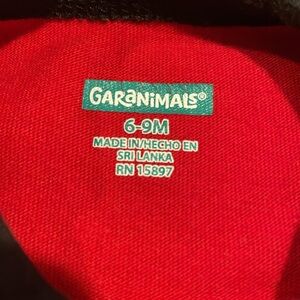 GARANIMALS®
6-9M
MADE IN/HECHO EN
SRI LANKA
RN 15897